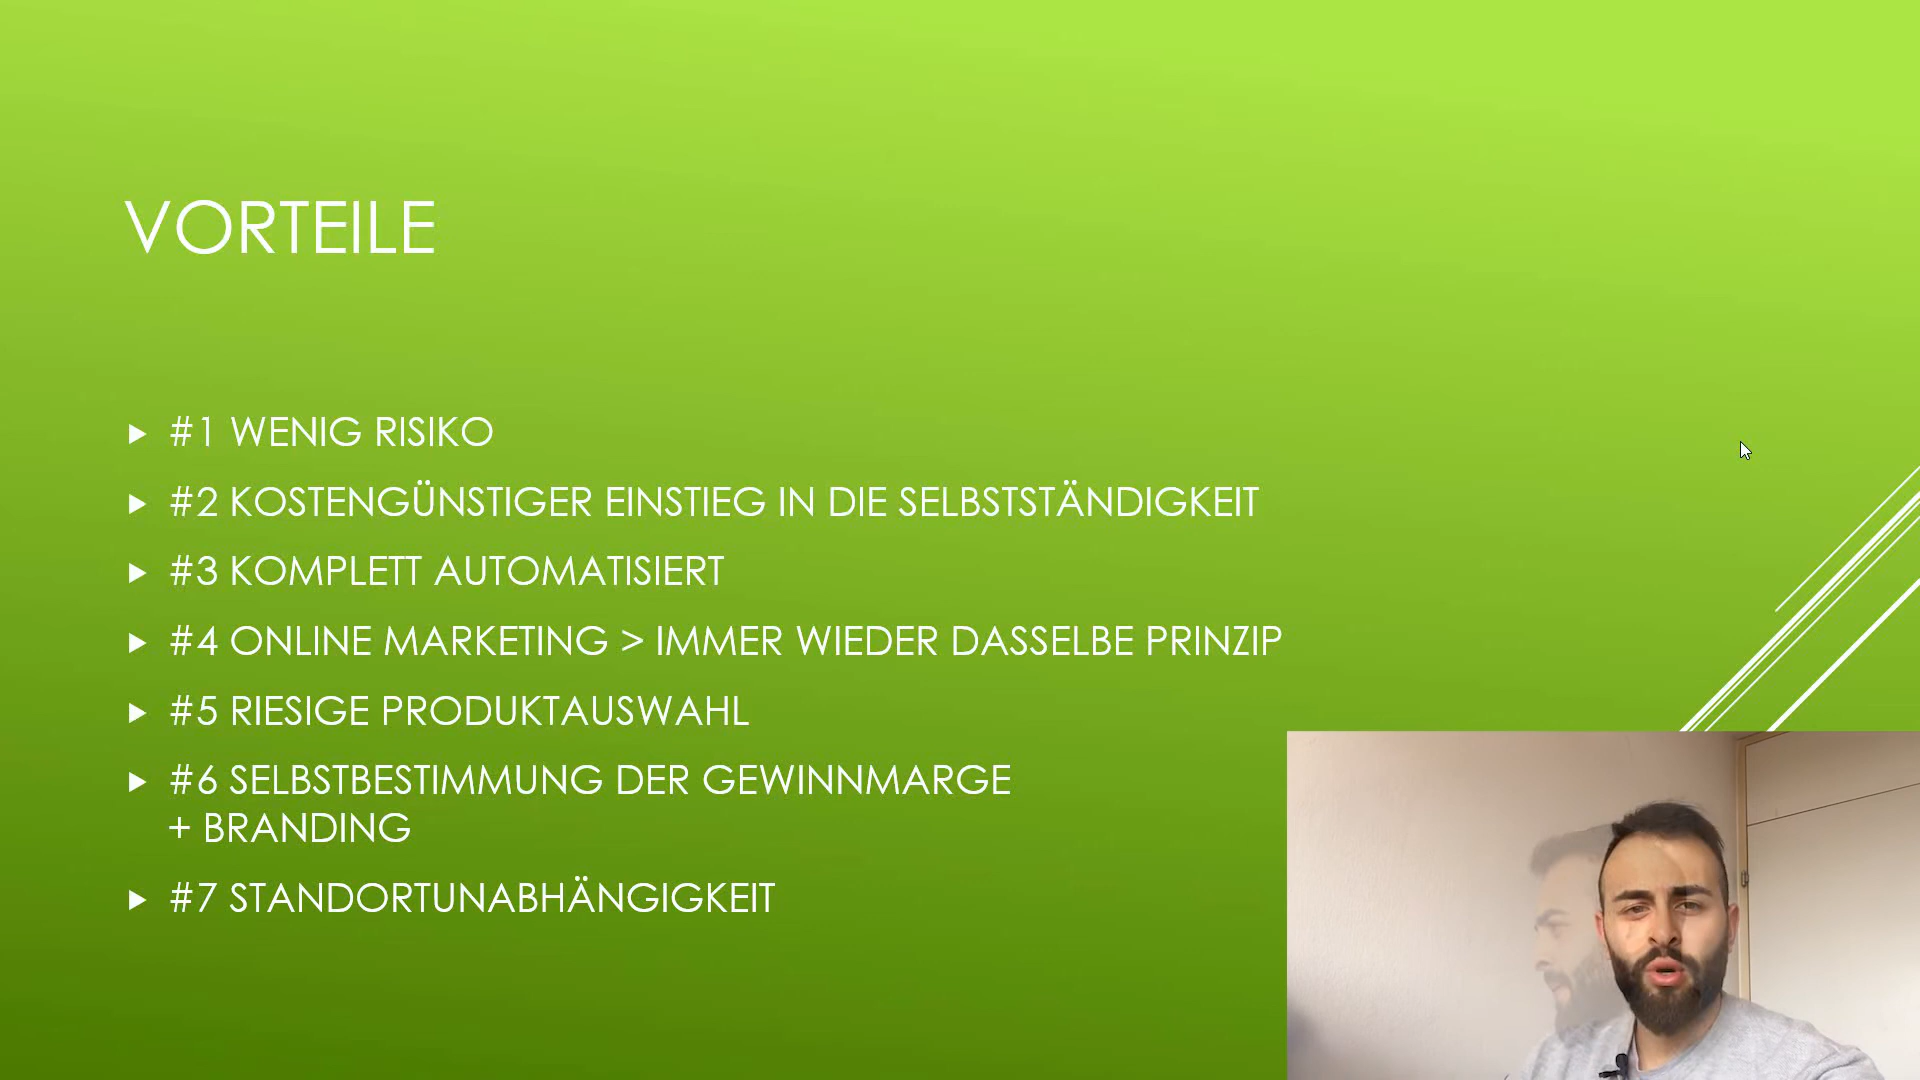 VORTEILE
#1 WENIG RISIKO
#2 KOSTENGÜNSTIGER EINSTIEG IN DIE SELBSTSTÄNDIGKEIT
#3 KOMPLETT AUTOMATISIERT
#4 ONLINE MARKETING > IMMER WIEDER DASSELBE PRINZIP
#5 RIESIGE PRODUKTAUSWAHL
#6 SELBSTBESTIMMUNG DER GEWINNMARGE
+ BRANDING
#7 STANDORTUNABHÄNGIGKEIT